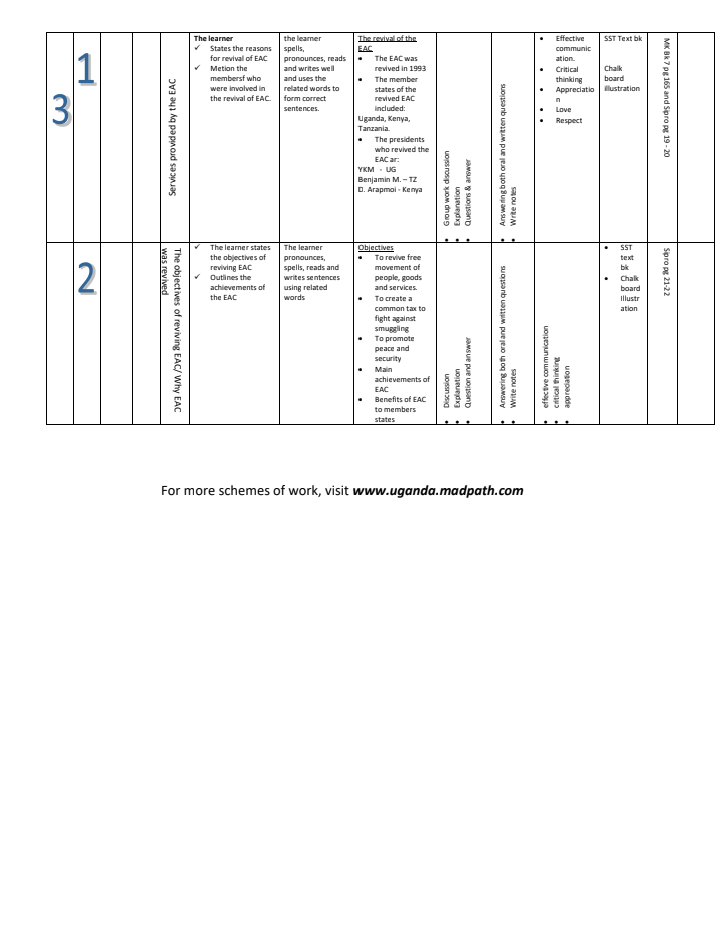 3
1
Services provided by the EAC
The learner
✓ States the reasons
for revival of EAC
✓ Metion the
membersf who
were involved in
the revival of EAC.
the learner
spells,
pronounces, reads
and writes well
and uses the
related words to
form correct
sentences.
The revival of the
EAC
The EAC was
revived in 1993
The member
states of the
revived EAC
included:
Uganda, Kenya,
Tanzania.
The presidents
who revived the
EAC ar:
YKM - UG
Benjamin M. – TZ
D. Arapmoi - Kenya
• Group work discussion
• Explanation
• Questions & answer
• Answering both oral and written questions
• Write notes
• Effective
communic
ation.
• Critical
thinking
• Appreciatio
n
• Love
• Respect
SST Text bk
Chalk
board
illustration
MK Bk 7 pg 165 and Sipro pg 19 - 20
2
The objectives of reviving EAC/ Why EAC
was revived
✓ The learner states
the objectives of
reviving EAC
✓ Outlines the
achievements of
the EAC
The learner
pronounces,
spells, reads and
writes sentences
using related
words
Objectives
To revive free
movement of
people, goods
and services.
To create a
common tax to
fight against
smuggling
To promote
peace and
security
Main
achievements of
EAC
Benefits of EAC
to members
states
• Discussion
• Explanation
• Question and answer
• Answering both oral and written questions
• Write notes
• effective communication
• critical thinking
• appreciation
• SST
text
bk
• Chalk
board
Illustr
ation
Sipro pg 21-22
For more schemes of work, visit www.uganda.madpath.com